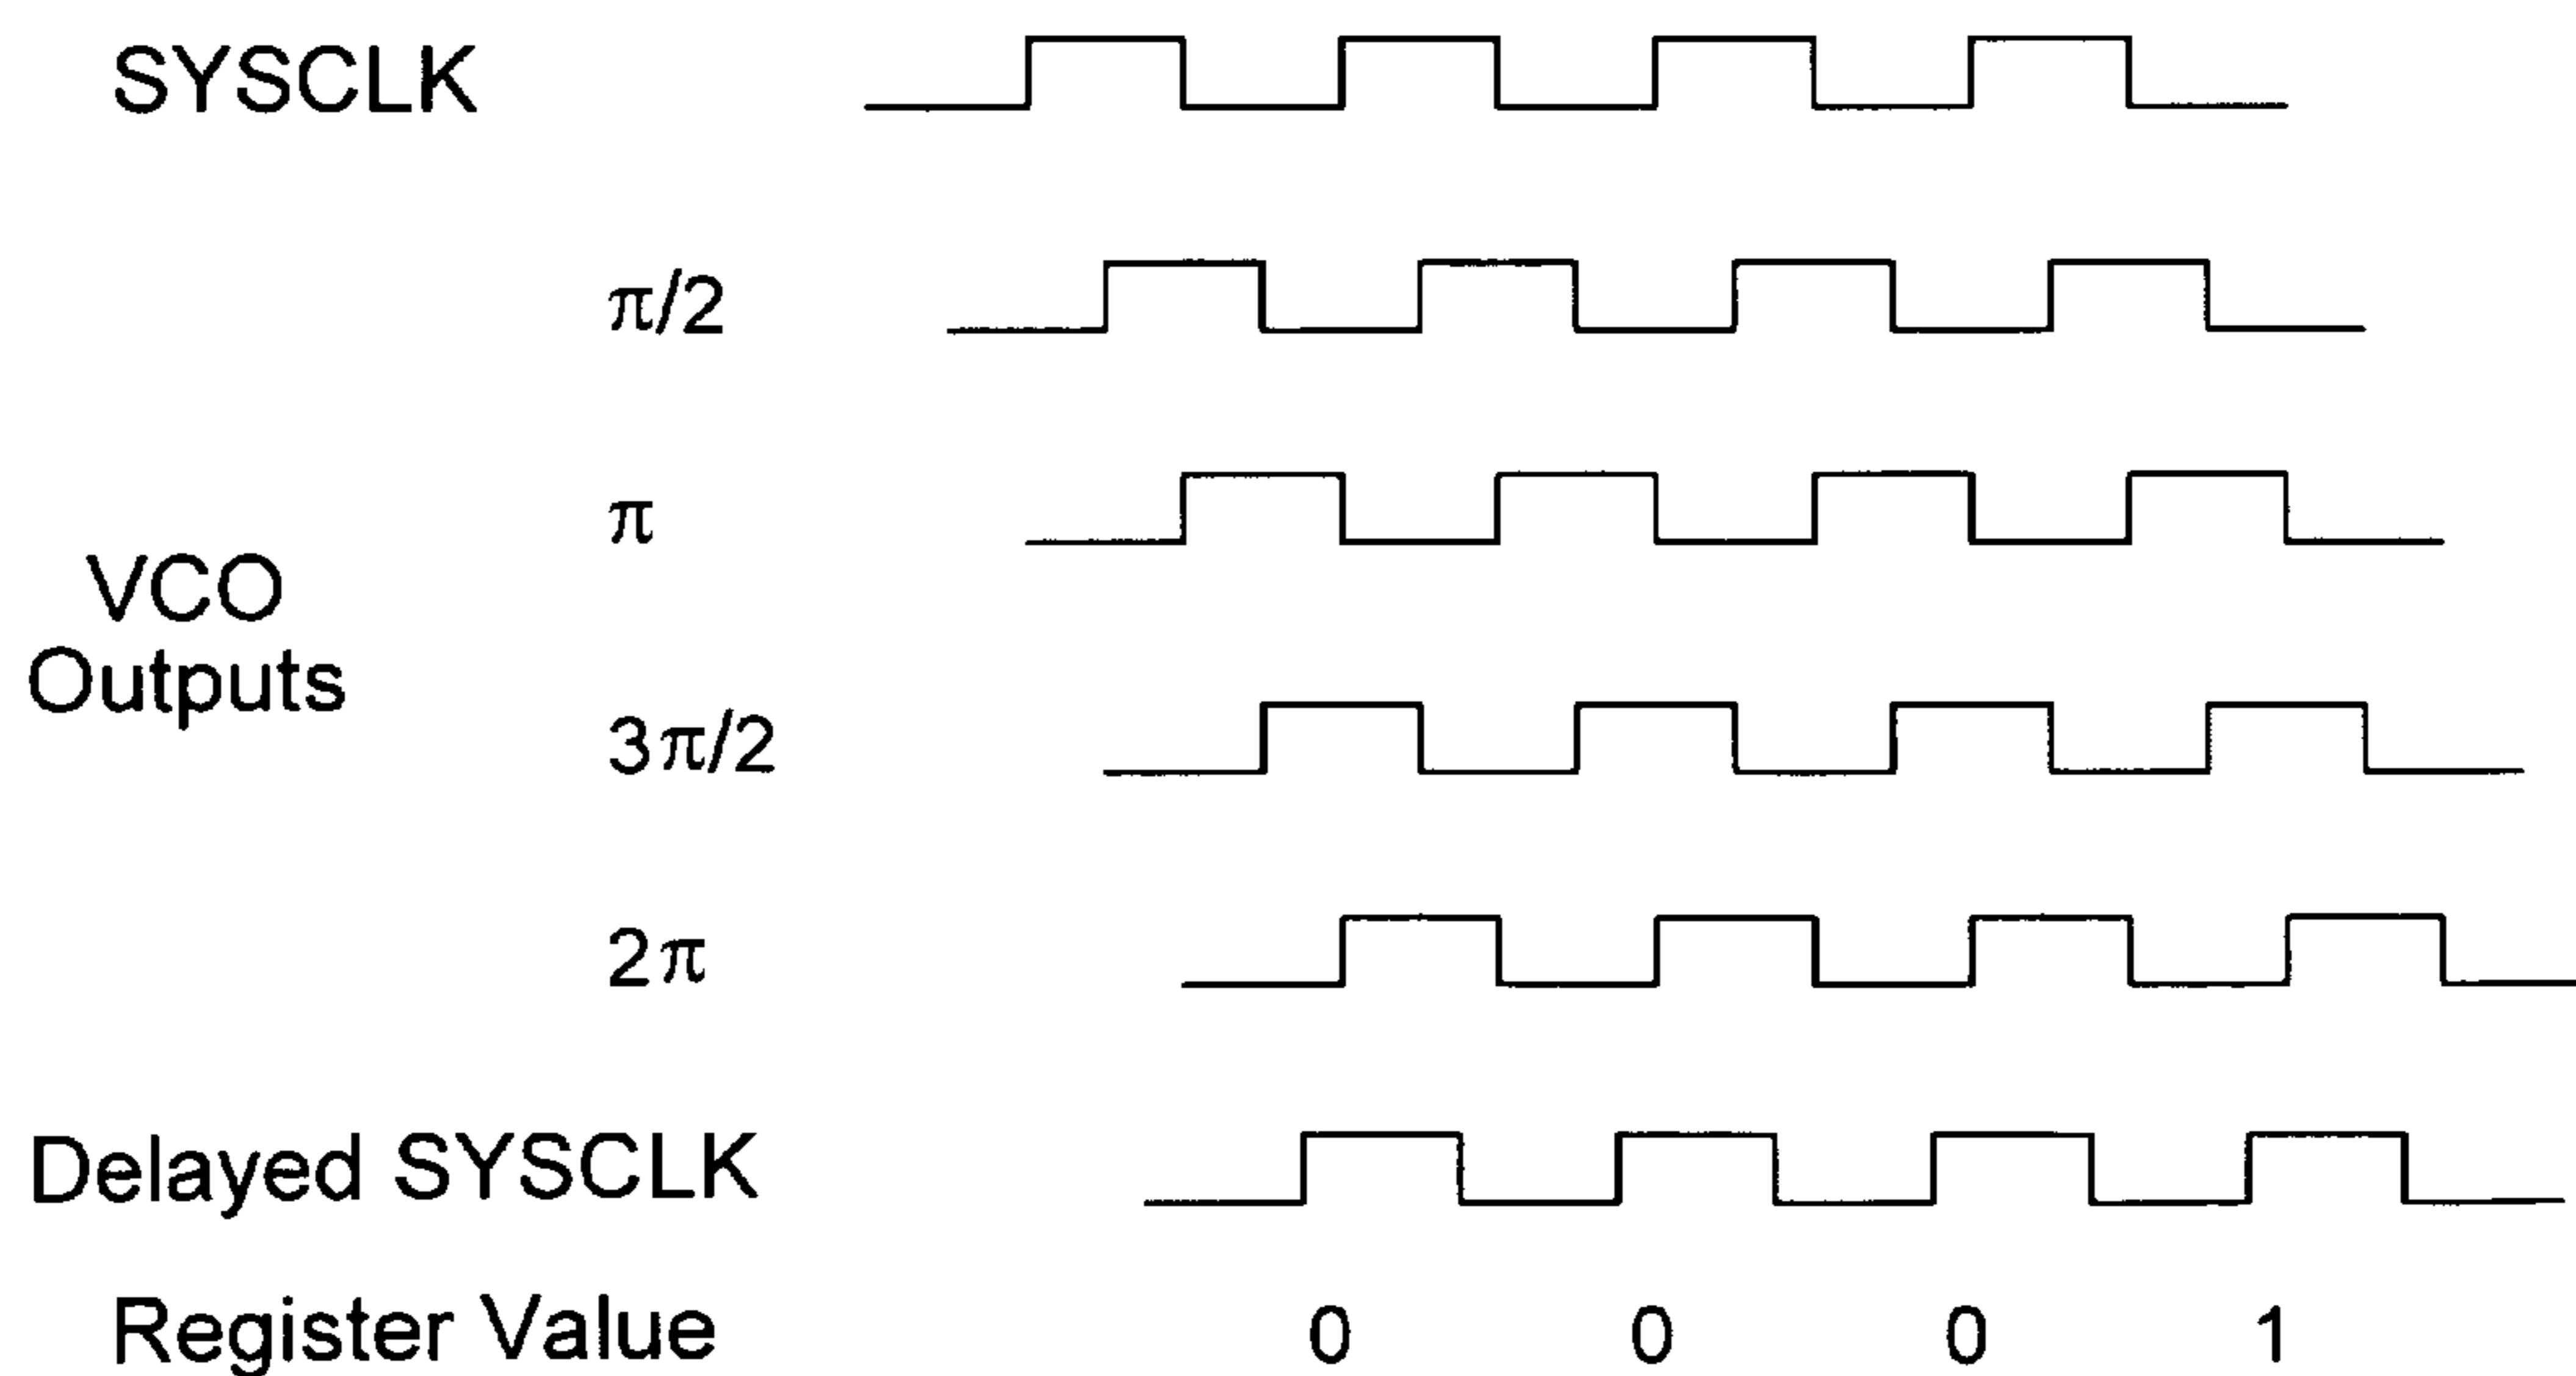 SYSCLK
π/2
π
VCO
Outputs
3π/2
2π
Delayed SYSCLK
Register Value 0 0 0 1